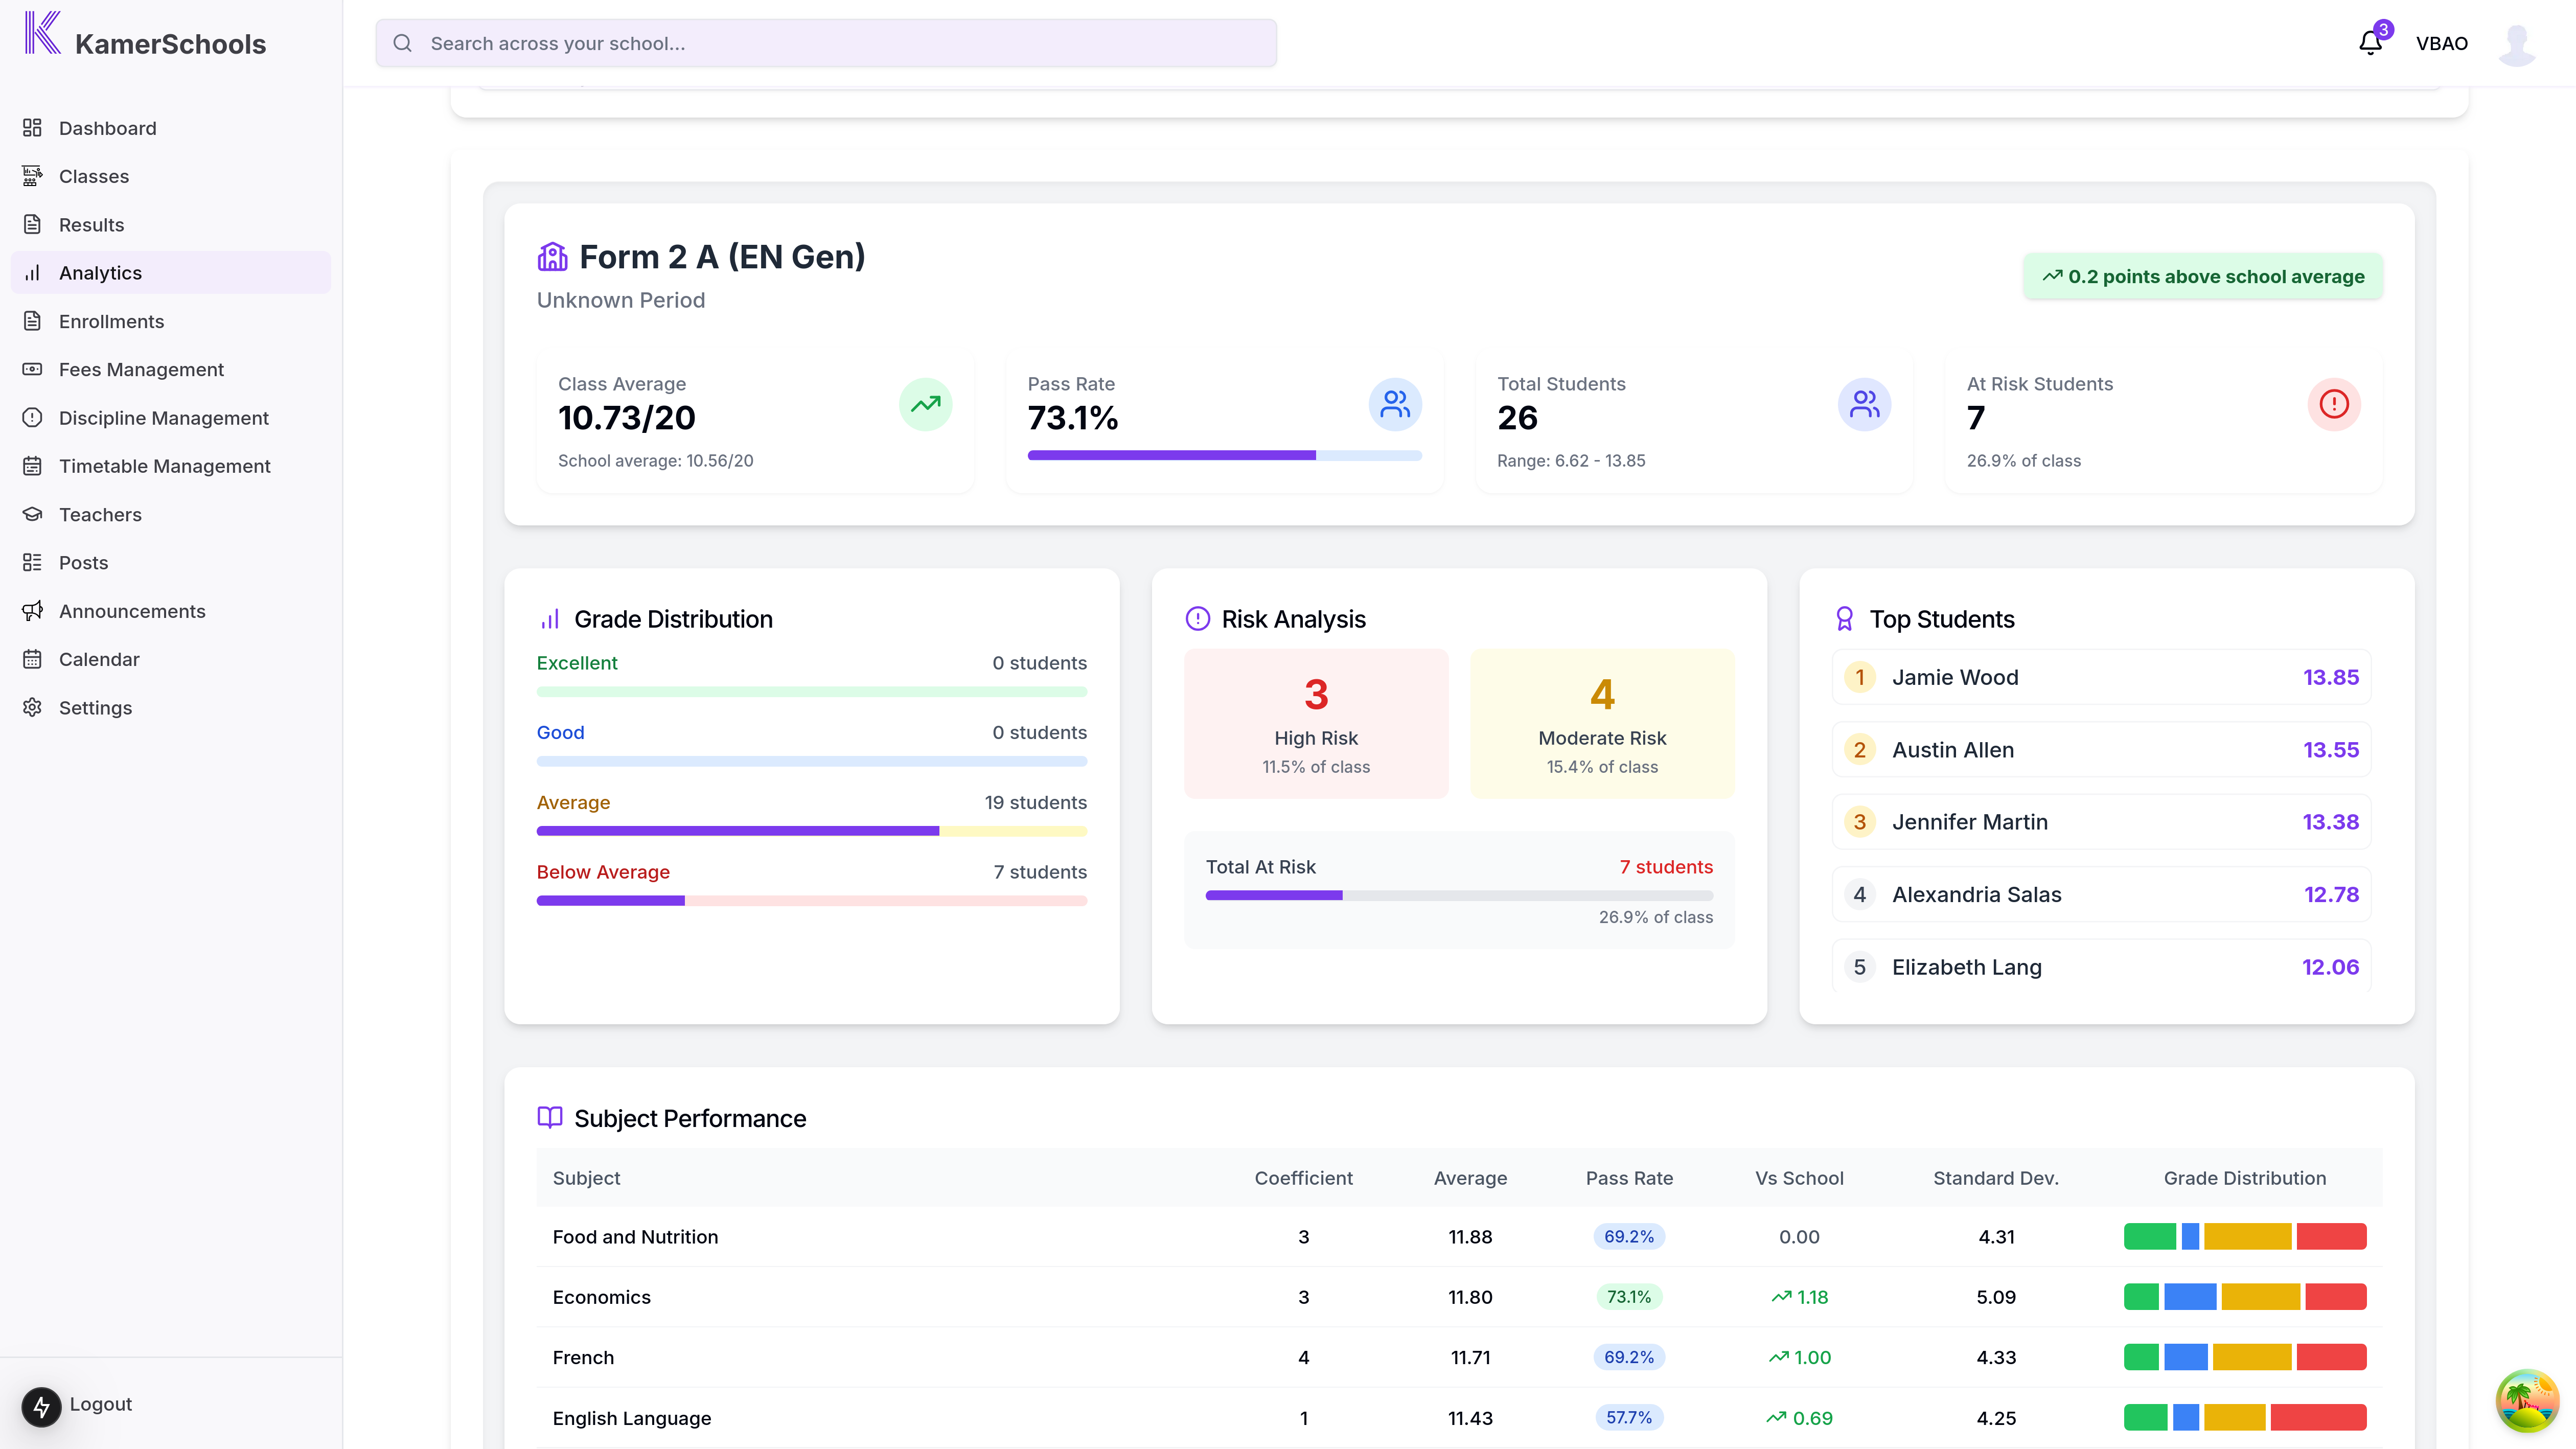 KamerSchools
Search across your school...
3
VBAO
Dashboard
Classes
Results
Analytics
Enrollments
Fees Management
Discipline Management
Timetable Management
Teachers
Posts
Announcements
Calendar
Settings
Logout
Form 2 A (EN Gen)
Unknown Period
0.2 points above school average
Class Average
10.73/20
School average: 10.56/20
Pass Rate
73.1%
Total Students
26
Range: 6.62 - 13.85
At Risk Students
7
26.9% of class
Grade Distribution
Excellent 0 students
Good 0 students
Average 19 students
Below Average 7 students
Risk Analysis
3
High Risk
11.5% of class
4
Moderate Risk
15.4% of class
Total At Risk 7 students
26.9% of class
Top Students
1 Jamie Wood 13.85
2 Austin Allen 13.55
3 Jennifer Martin 13.38
4 Alexandria Salas 12.78
5 Elizabeth Lang 12.06
Subject Performance
Subject Coefficient Average Pass Rate Vs School Standard Dev. Grade Distribution
Food and Nutrition 3 11.88 69.2% 0.00 4.31
Economics 3 11.80 73.1% 1.18 5.09
French 4 11.71 69.2% 1.00 4.33
English Language 1 11.43 57.7% 0.69 4.25